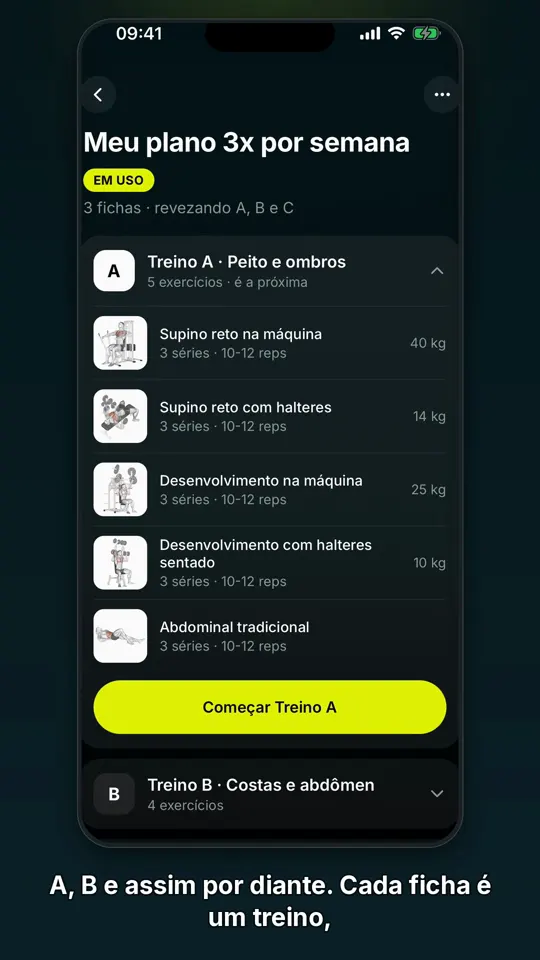 09:41
Meu plano 3x por semana
EM USO
3 fichas · revezando A, B e C
A
Treino A · Peito e ombros
5 exercícios · é a próxima
Supino reto na máquina
3 séries · 10-12 reps
40 kg
Supino reto com halteres
3 séries · 10-12 reps
14 kg
Desenvolvimento na máquina
3 séries · 10-12 reps
25 kg
Desenvolvimento com halteres
sentado
3 séries · 10-12 reps
10 kg
Abdominal tradicional
3 séries · 10-12 reps
Começar Treino A
B
Treino B · Costas e abdômen
4 exercícios
A, B e assim por diante. Cada ficha é
um treino,